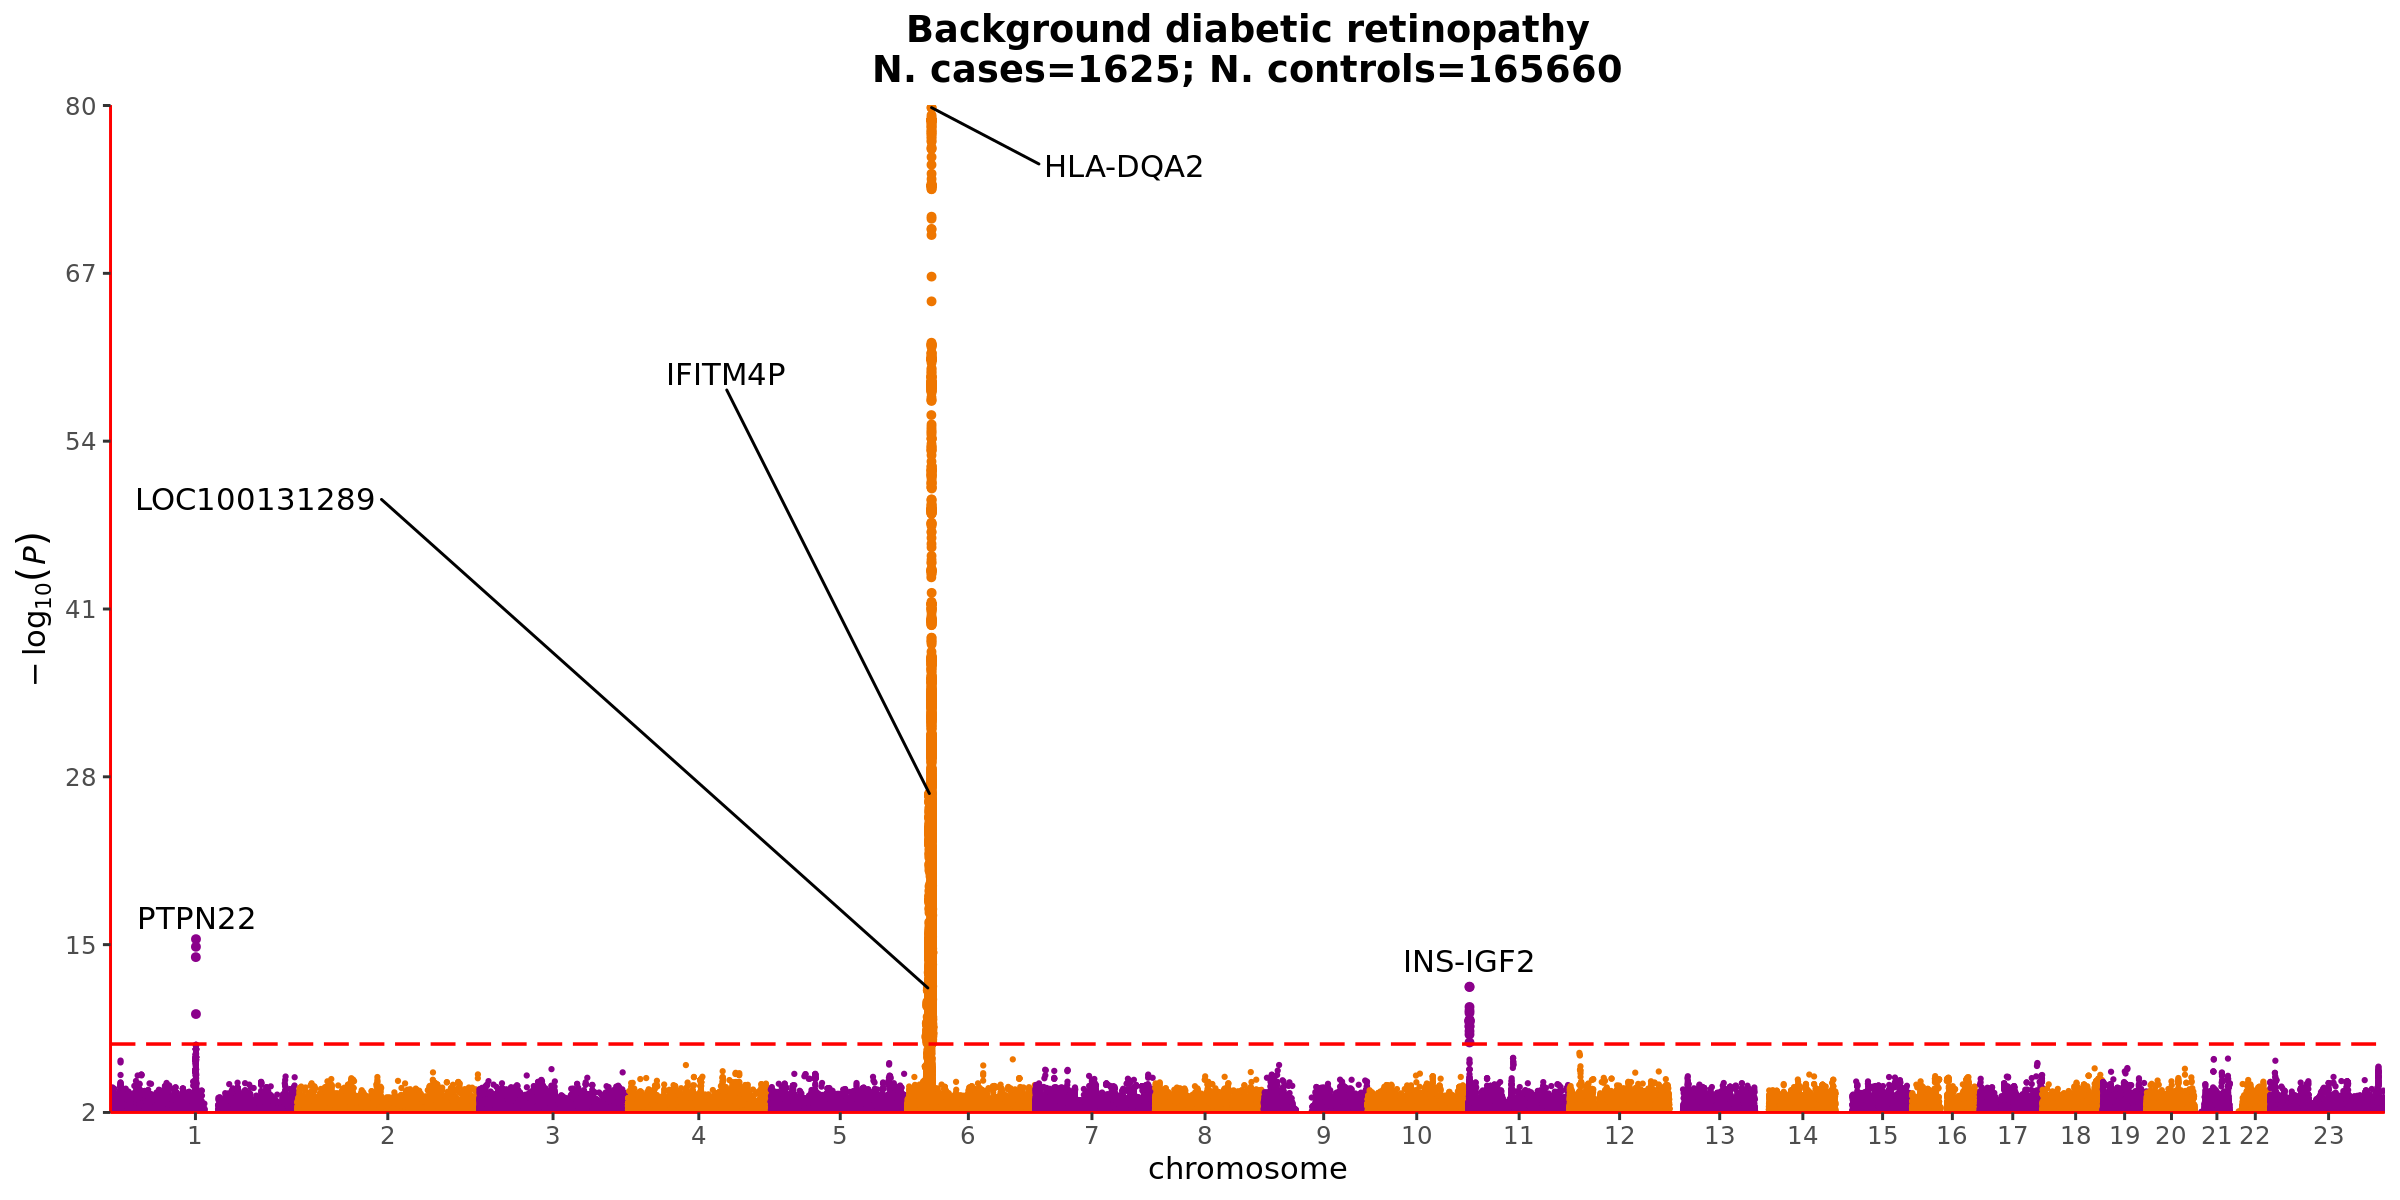 Background diabetic retinopathy
N. cases=1625; N. controls=165660
80
67
54
41
28
15
2
−log10(P)
HLA-DQA2
IFITM4P
LOC100131289
PTPN22
INS-IGF2
1 2 3 4 5 6 7 8 9 10 11 12 13 14 15 16 17 18 19 20 21 22 23
chromosome